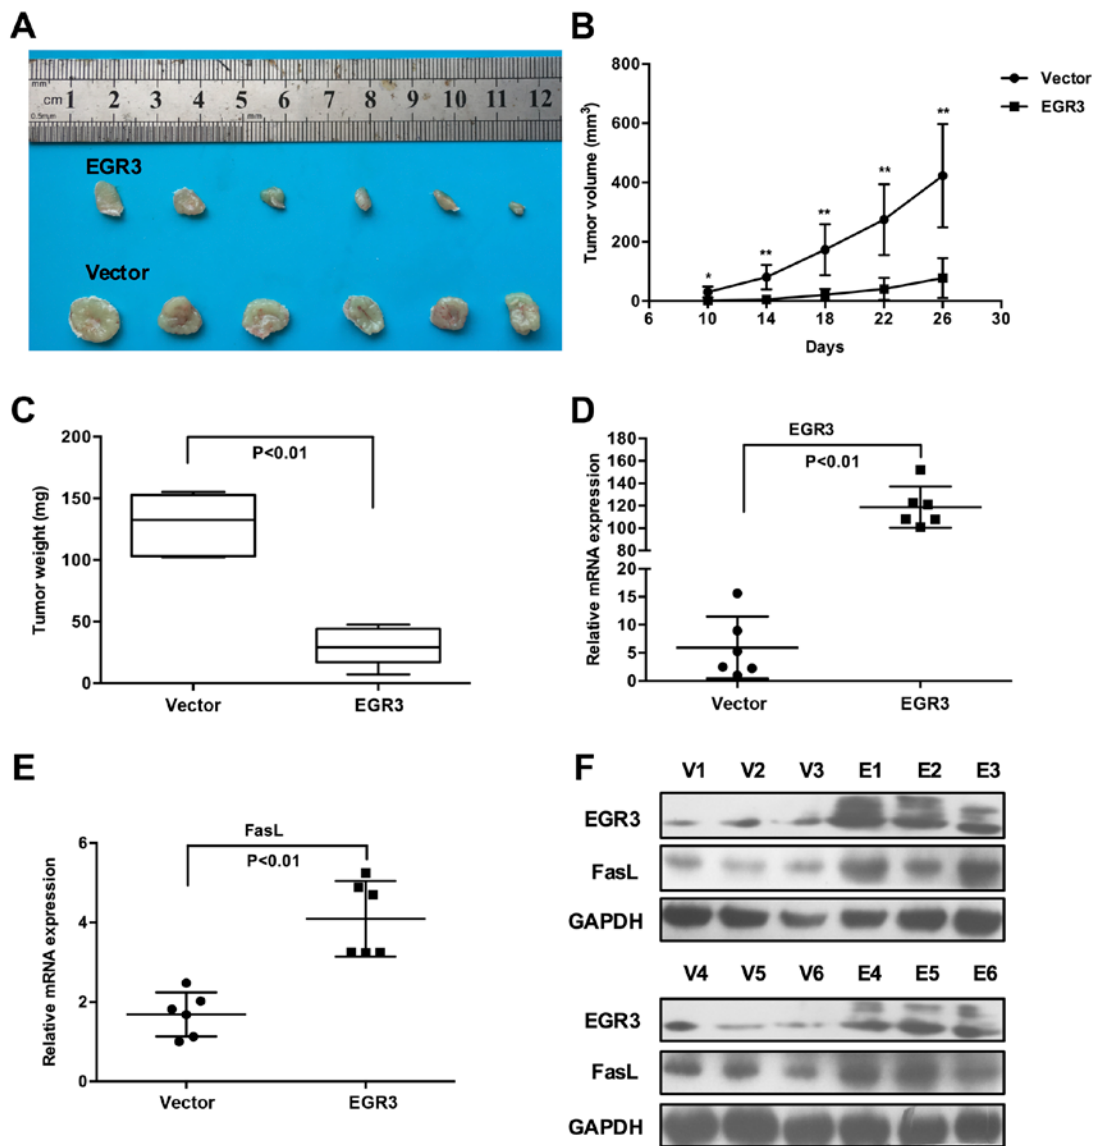 A
mm
cm 1 2 3 4 5 6 7 8 9 10 11 12
0.5mm
mm
EGR3
Vector
B
Tumor volume (mm³)
800
600
400
200
0
*
**
**
**
**
6 10 14 18 22 26 30
Days
Vector
EGR3
C
Tumor weight (mg)
200
150
100
50
0
P<0.01
Vector EGR3
D
Relative mRNA expression
180
160
140
120
100
80
20
15
10
5
0
EGR3
P<0.01
Vector EGR3
E
Relative mRNA expression
6
4
2
0
FasL
P<0.01
Vector EGR3
F
V1 V2 V3 E1 E2 E3
EGR3
FasL
GAPDH
V4 V5 V6 E4 E5 E6
EGR3
FasL
GAPDH